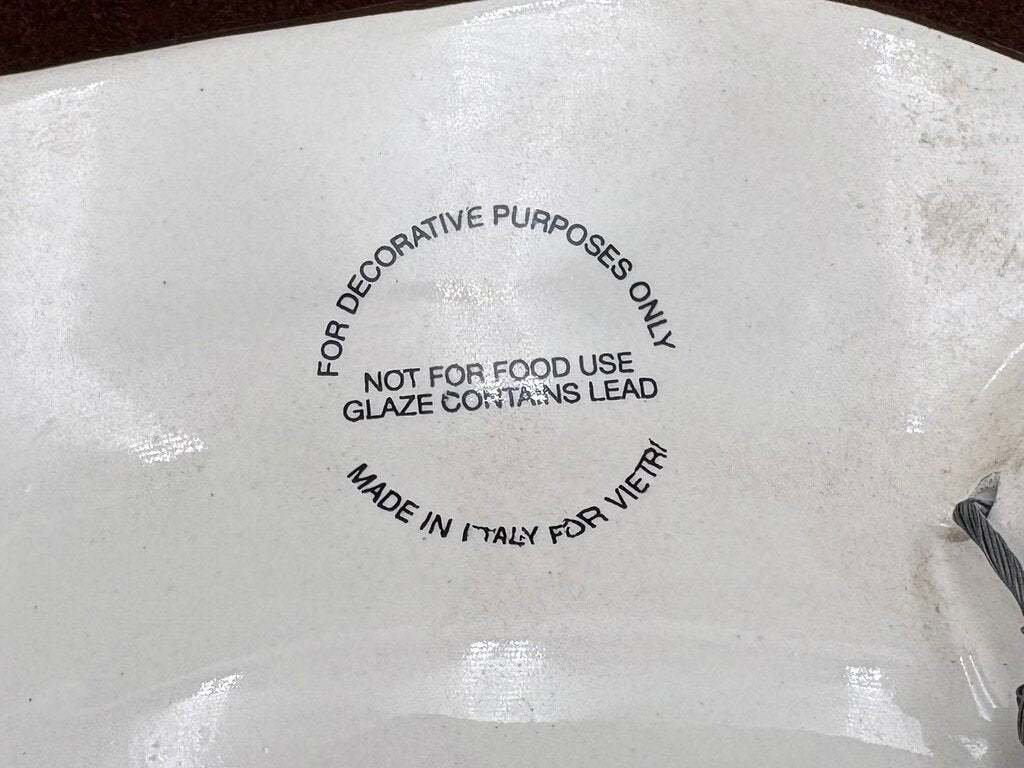 FOR DECORATIVE PURPOSES ONLY
NOT FOR FOOD USE
GLAZE CONTAINS LEAD
MADE IN ITALY FOR VIETRI